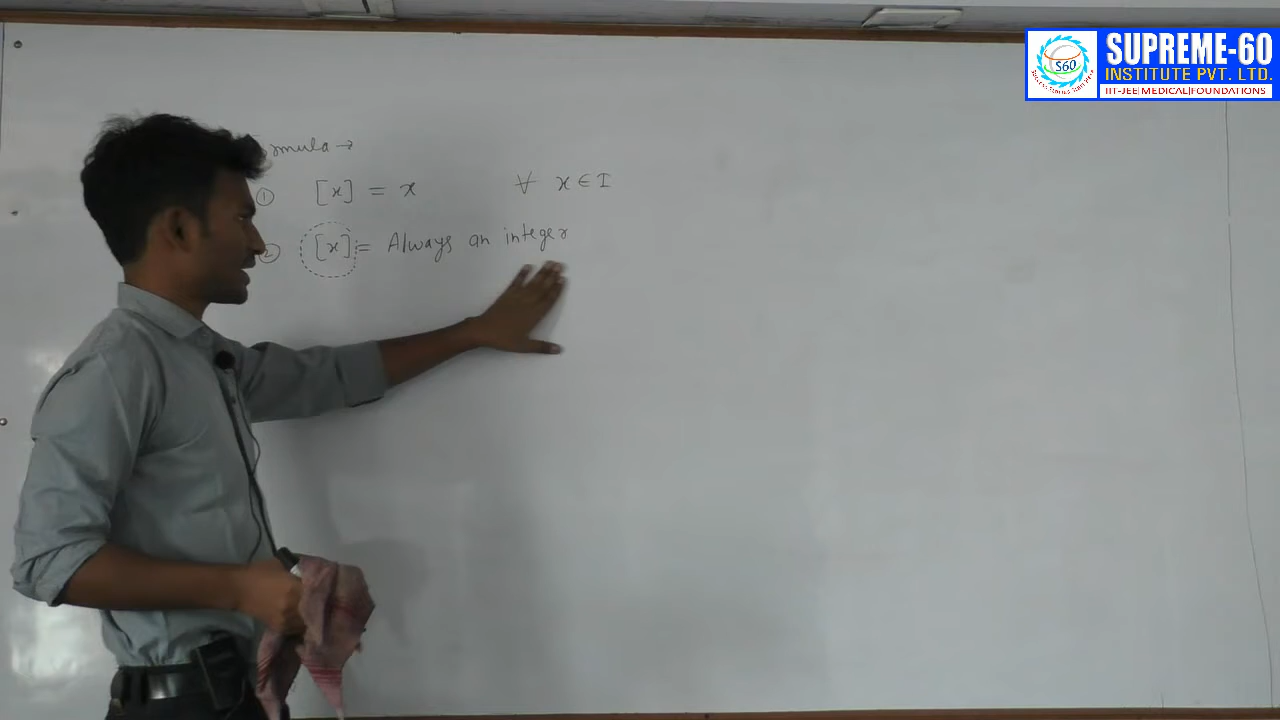 SUPREME-60
INSTITUTE PVT. LTD.
IIT-JEE|MEDICAL|FOUNDATIONS
S60
rmula →
① [x] = x ∀ x ∈ I
② [x] = Always an integer